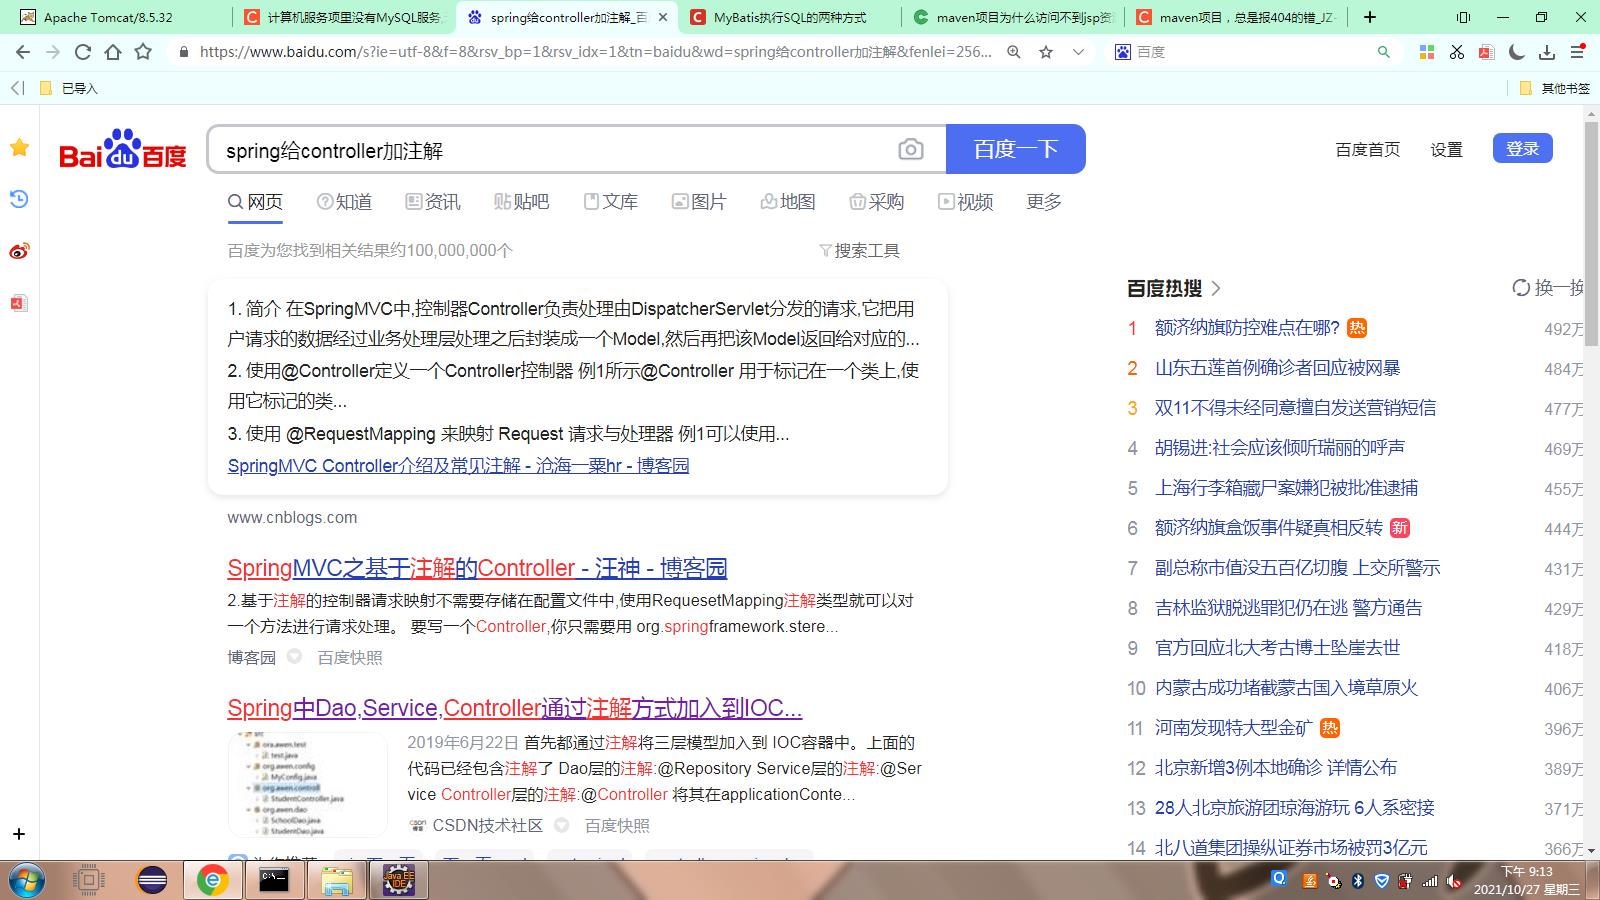 Apache Tomcat/8.5.32
计算机服务项里没有MySQL服务,
spring给controller加注解_百
MyBatis执行SQL的两种方式
maven项目为什么访问不到jsp资
maven项目，总是报404的错_JZ-
https://www.baidu.com/s?ie=utf-8&f=8&rsv_bp=1&rsv_idx=1&tn=baidu&wd=spring给controller加注解&fenlei=256...
百度
已导入
其他书签
Bai du 百度
spring给controller加注解
百度一下
百度首页
设置
登录
网页
知道
资讯
贴吧
文库
图片
地图
采购
视频
更多
百度为您找到相关结果约100,000,000个
搜索工具
1. 简介 在SpringMVC中,控制器Controller负责处理由DispatcherServlet分发的请求,它把用
户请求的数据经过业务处理层处理之后封装成一个Model,然后再把该Model返回给对应的...
2. 使用@Controller定义一个Controller控制器 例1所示@Controller 用于标记在一个类上,使
用它标记的类...
3. 使用 @RequestMapping 来映射 Request 请求与处理器 例1可以使用...
SpringMVC Controller介绍及常见注解 - 沧海一粟hr - 博客园
www.cnblogs.com
SpringMVC之基于注解的Controller - 汪神 - 博客园
2.基于注解的控制器请求映射不需要存储在配置文件中,使用RequesetMapping注解类型就可以对
一个方法进行请求处理。 要写一个Controller,你只需要用 org.springframework.stere...
博客园
百度快照
Spring中Dao,Service,Controller通过注解方式加入到IOC...
2019年6月22日 首先都通过注解将三层模型加入到 IOC容器中。上面的
代码已经包含注解了 Dao层的注解:@Repository Service层的注解:@Ser
vice Controller层的注解:@Controller 将其在applicationConte...
CSDN技术社区
百度快照
org.awen.test
test.java
org.awen.config
MyConfig.java
org.awen.controll
StudentController.java
org.awen.dao
SchoolDao.java
StudentDao.java
百度热搜
换一换
1 额济纳旗防控难点在哪? 热 492万
2 山东五莲首例确诊者回应被网暴 484万
3 双11不得未经同意擅自发送营销短信 477万
4 胡锡进:社会应该倾听瑞丽的呼声 469万
5 上海行李箱藏尸案嫌犯被批准逮捕 455万
6 额济纳旗盒饭事件疑真相反转 新 444万
7 副总称市值没五百亿切腹 上交所警示 431万
8 吉林监狱脱逃罪犯仍在逃 警方通告 429万
9 官方回应北大考古博士坠崖去世 418万
10 内蒙古成功堵截蒙古国入境草原火 406万
11 河南发现特大型金矿 热 396万
12 北京新增3例本地确诊 详情公布 389万
13 28人北京旅游团琼海游玩 6人系密接 371万
14 北八道集团操纵证券市场被罚3亿元 366万
Java EE
IDE
下午 9:13
2021/10/27 星期三